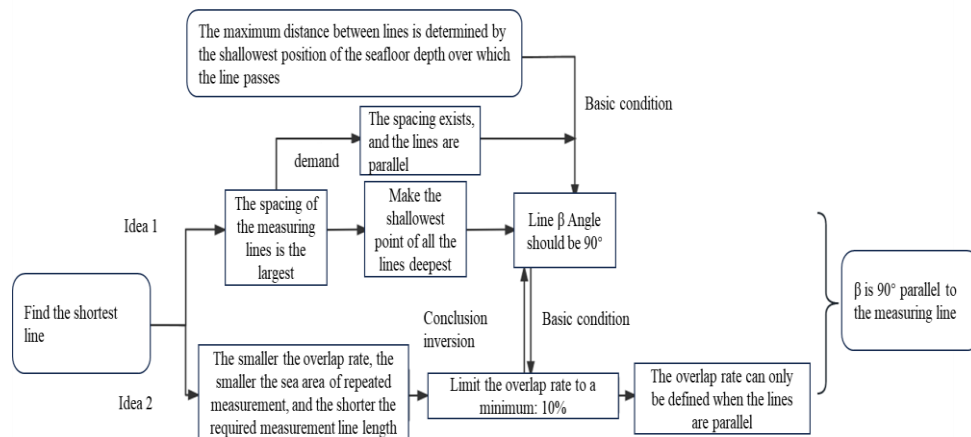 The maximum distance between lines is determined by
the shallowest position of the seafloor depth over which
the line passes
Basic condition
The spacing exists,
and the lines are
parallel
demand
Idea 1
The spacing of
the measuring
lines is the
largest
Make the
shallowest
point of all the
lines deepest
Line β Angle
should be 90°
Find the shortest
line
Conclusion
inversion
Basic condition
β is 90° parallel to
the measuring line
Idea 2
The smaller the overlap rate, the
smaller the sea area of repeated
measurement, and the shorter the
required measurement line length
Limit the overlap rate to a
minimum: 10%
The overlap rate can only
be defined when the lines
are parallel